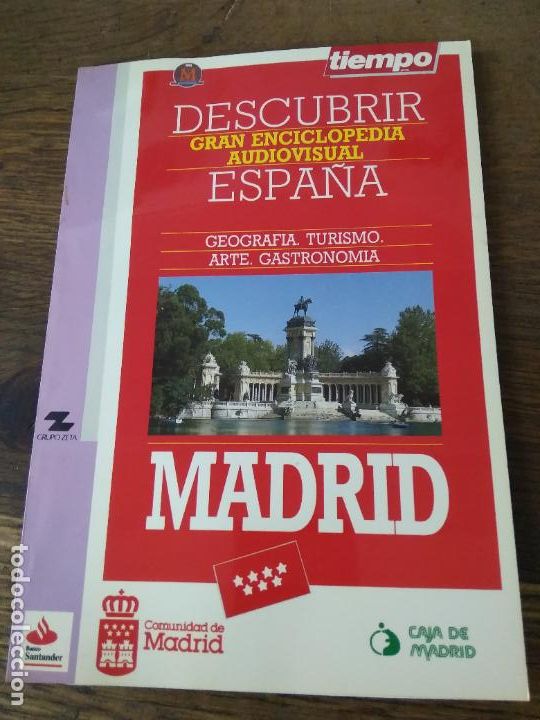 tiempo
M
DESCUBRIR
GRAN ENCICLOPEDIA
AUDIOVISUAL
ESPAÑA
GEOGRAFIA. TURISMO.
ARTE. GASTRONOMIA
GRUPO ZETA
MADRID
Banco
Santander
Comunidad de
Madrid
CAJA DE
MADRID
todocoleccion